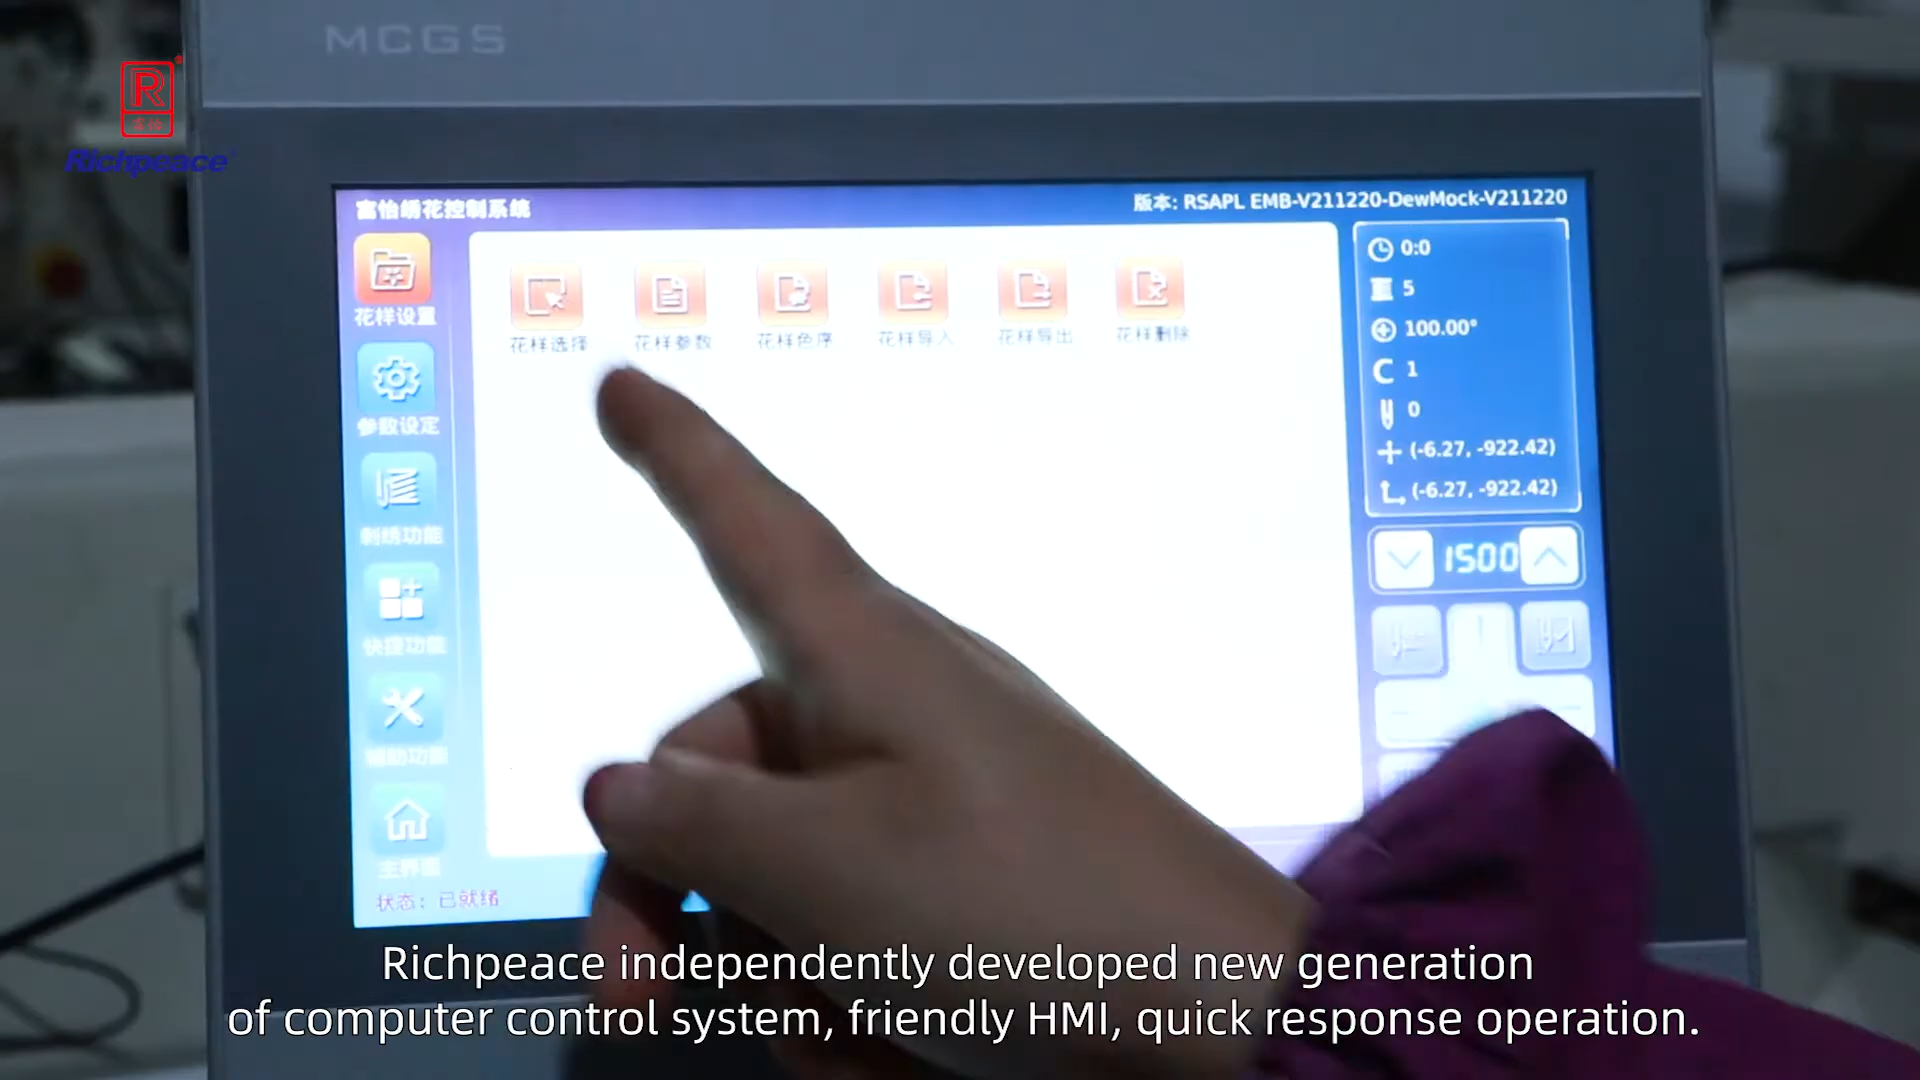 MCGS
R
富怡
Richpeace
富怡绣花控制系统
版本: RSAPL EMB-V211220-DewMock-V211220
花样设置
参数设定
刺绣功能
快捷功能
辅助功能
主界面
状态: 已就绪
花样选择
花样参数
花样色序
花样导入
花样导出
花样删除
0:0
5
100.00°
C 1
0
(-6.27, -922.42)
(-6.27, -922.42)
1500
Richpeace independently developed new generation
of computer control system, friendly HMI, quick response operation.